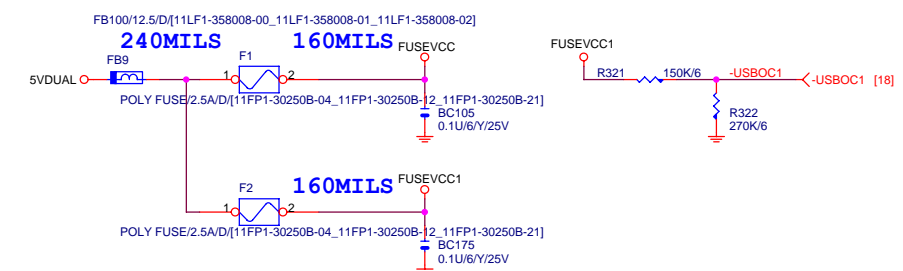 FB100/12.5/D/[11LF1-358008-00_11LF1-358008-01_11LF1-358008-02]
240MILS 160MILS FUSEVCC FUSEVCC1
FB9 F1
5VDUAL 1 2 R321 150K/6 -USBOC1 -USBOC1 [18]
POLY FUSE/2.5A/D/[11FP1-30250B-04_11FP1-30250B-12_11FP1-30250B-21]
BC105 R322
0.1U/6/Y/25V 270K/6
160MILS FUSEVCC1
F2
1 2
POLY FUSE/2.5A/D/[11FP1-30250B-04_11FP1-30250B-12_11FP1-30250B-21]
BC175
0.1U/6/Y/25V